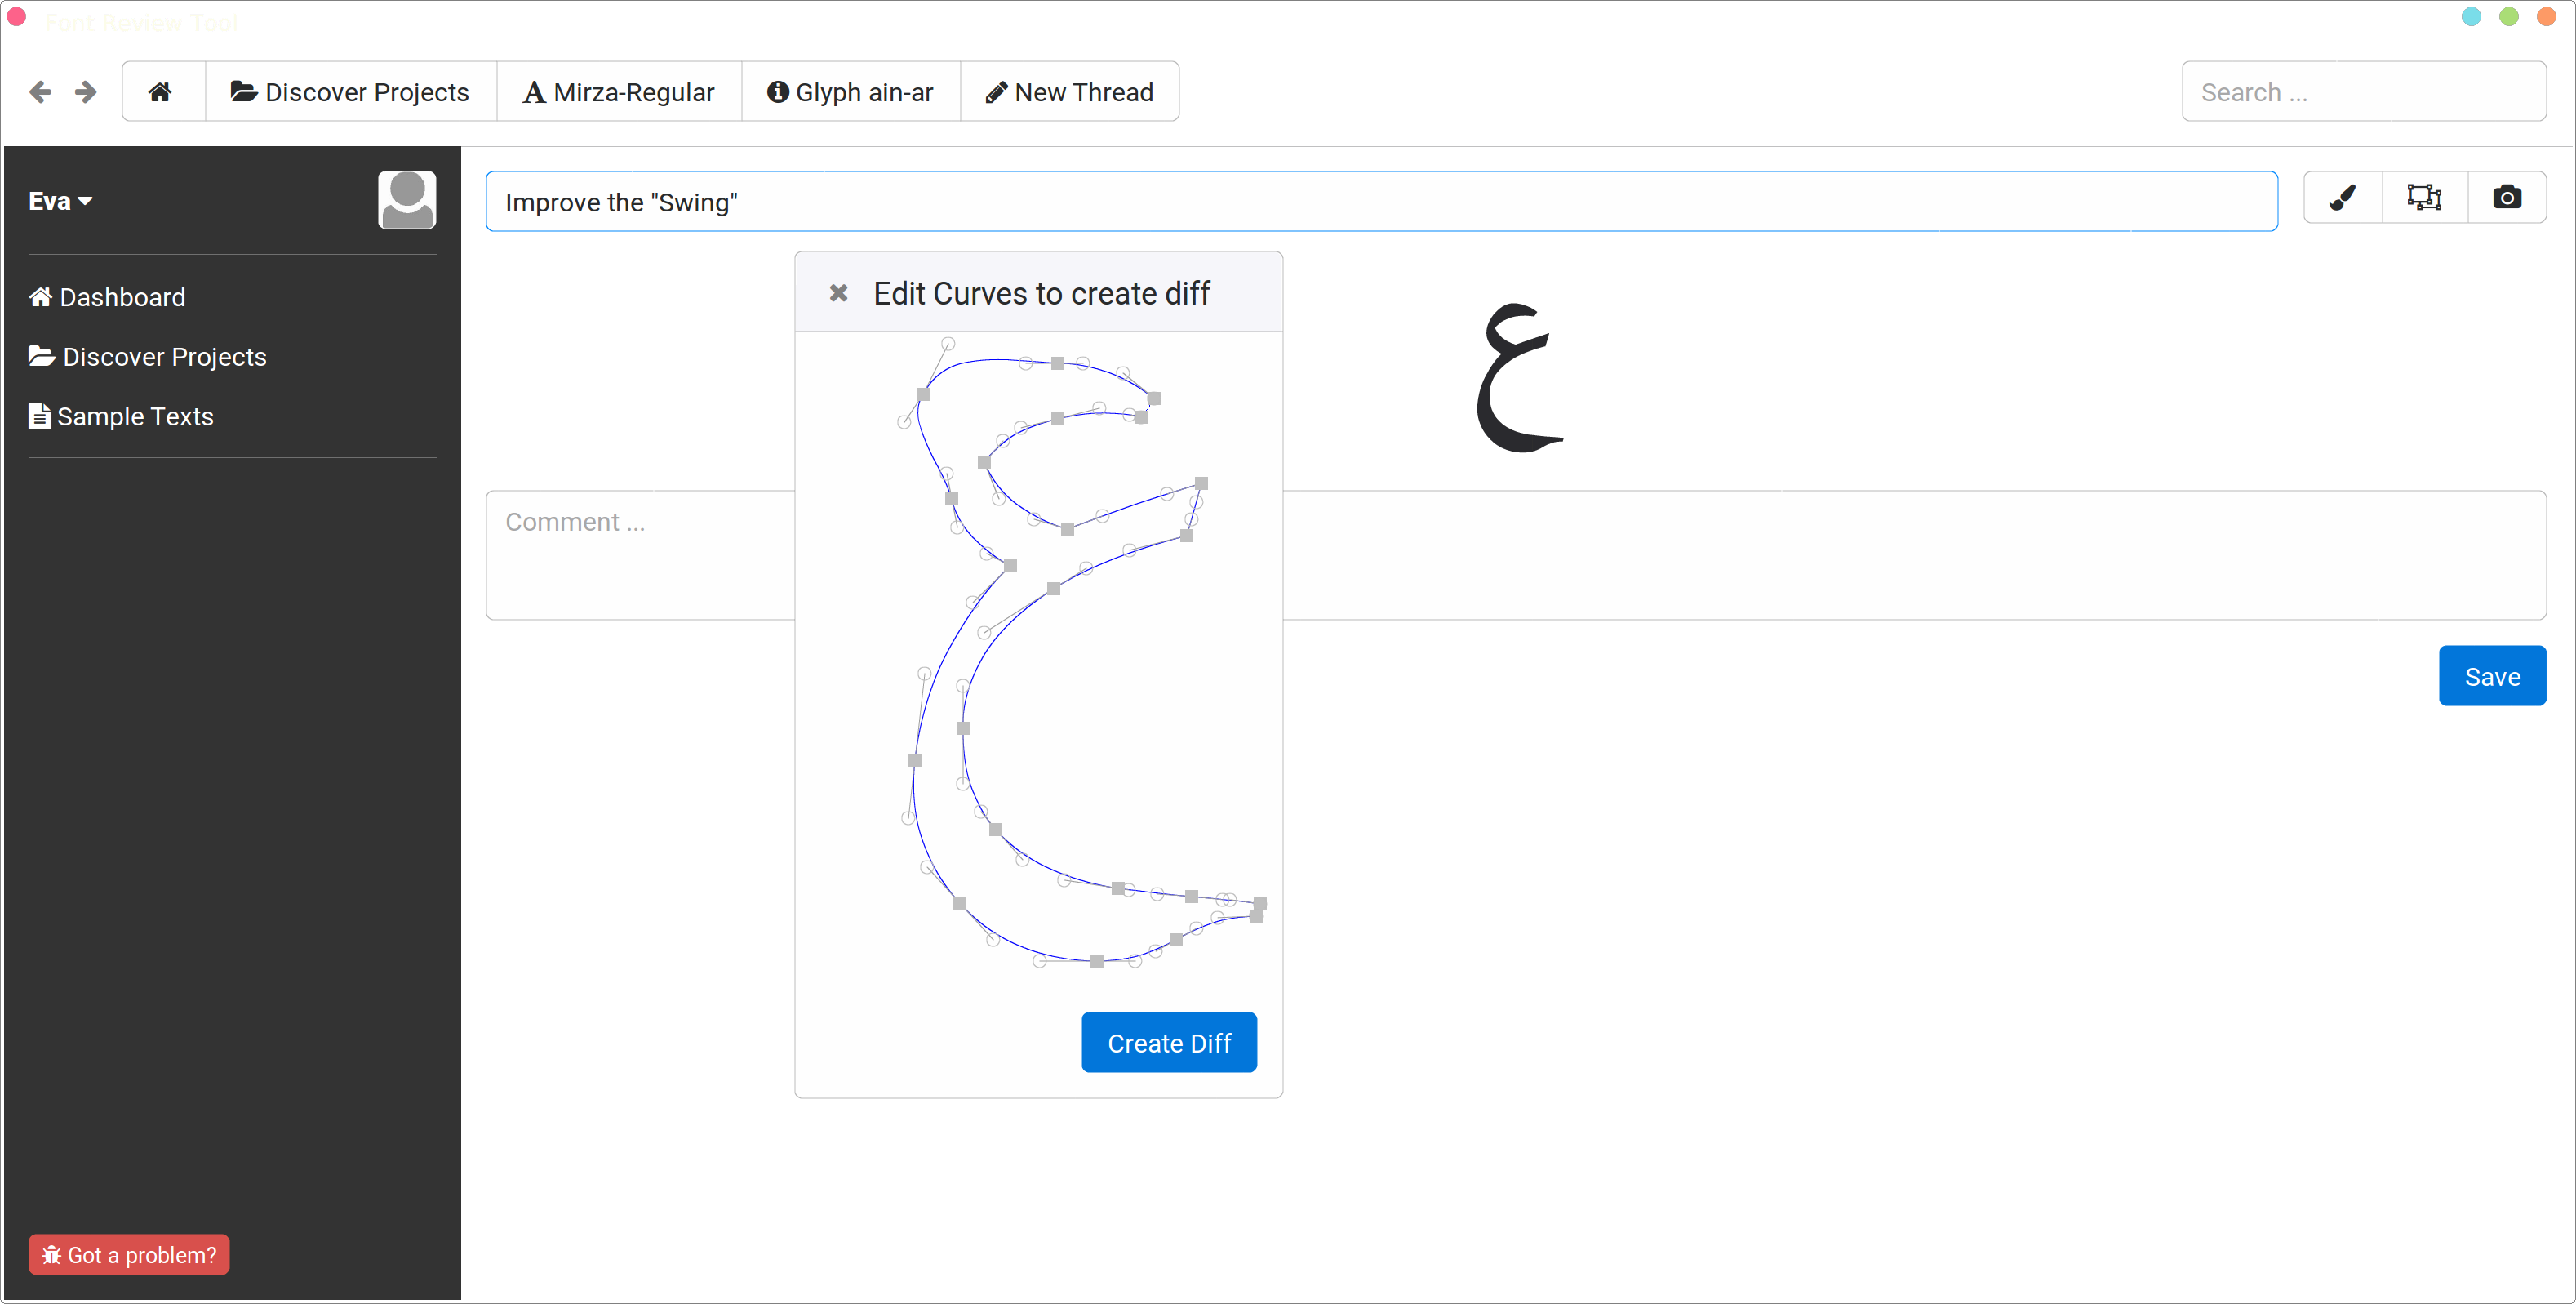 Font Review Tool
Discover Projects
Mirza-Regular
Glyph ain-ar
New Thread
Search ...
Eva
Improve the "Swing"
Dashboard
Discover Projects
Sample Texts
Edit Curves to create diff
ع
Comment ...
Save
Create Diff
Got a problem?